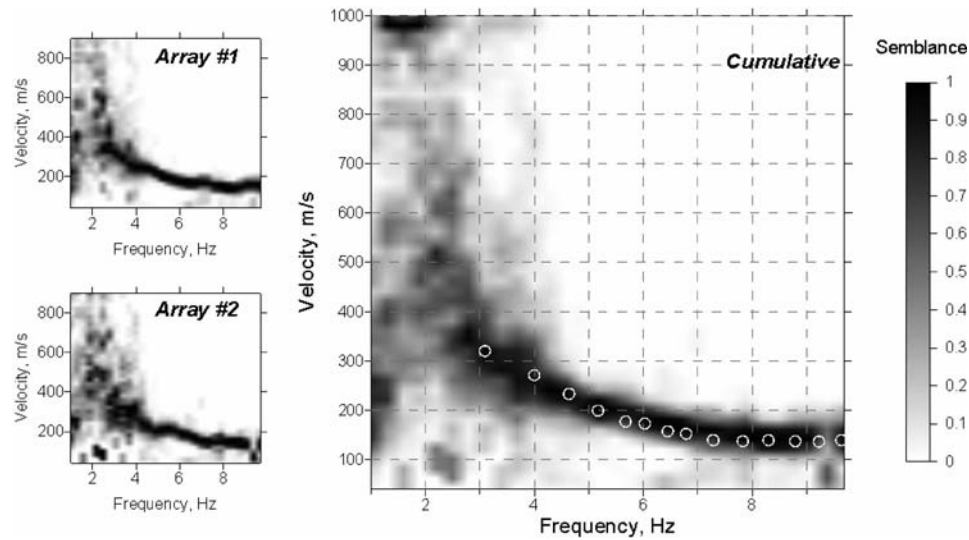 Array #1
Velocity, m/s
800
600
400
200
2 4 6 8
Frequency, Hz
Array #2
Velocity, m/s
800
600
400
200
2 4 6 8
Frequency, Hz
Cumulative
Velocity, m/s
1000
900
800
700
600
500
400
300
200
100
2 4 6 8
Frequency, Hz
Semblance
1
0.9
0.8
0.7
0.6
0.5
0.4
0.3
0.2
0.1
0